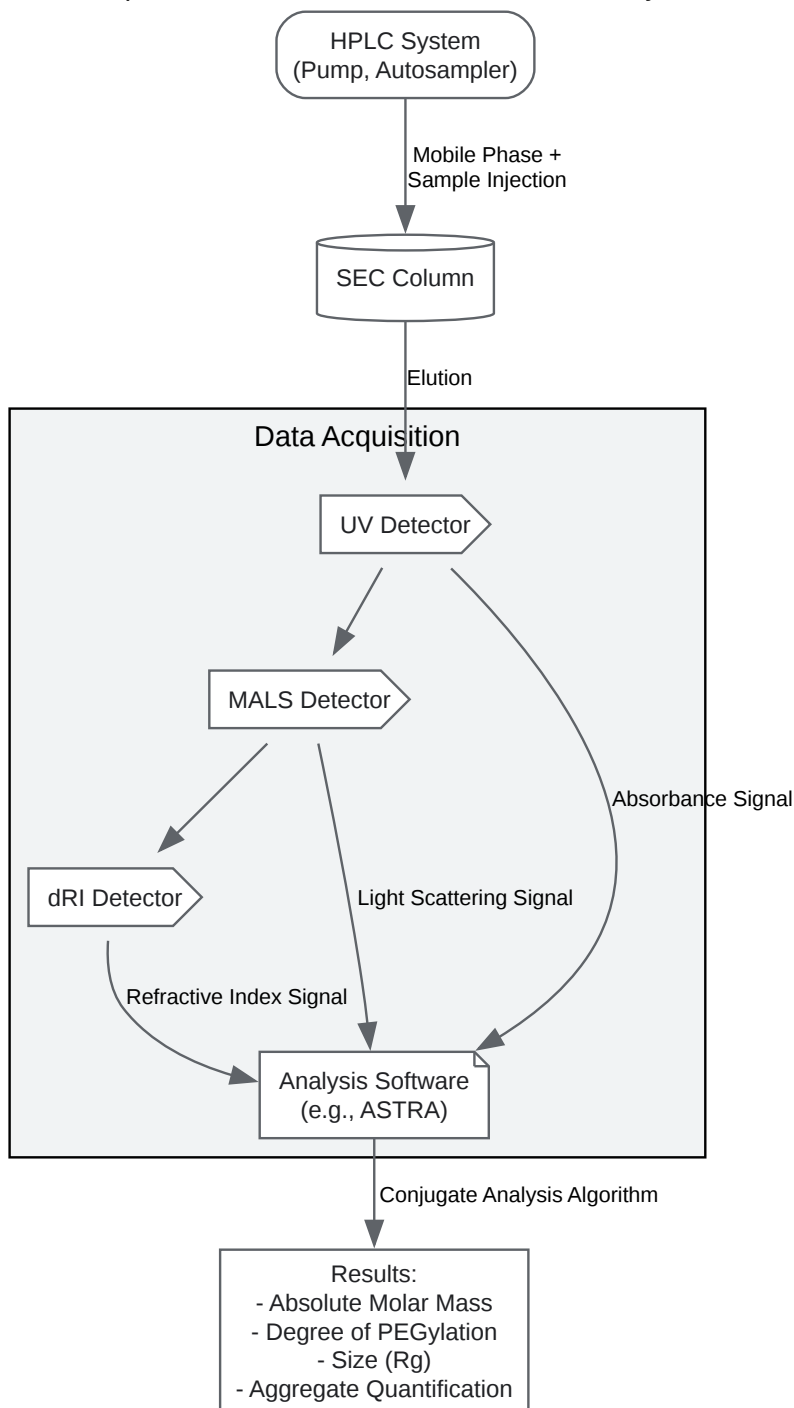 HPLC System
(Pump, Autosampler)
Mobile Phase +
Sample Injection
SEC Column
Elution
Data Acquisition
UV Detector
MALS Detector
Absorbance Signal
dRI Detector
Light Scattering Signal
Refractive Index Signal
Analysis Software
(e.g., ASTRA)
Conjugate Analysis Algorithm
Results:
- Absolute Molar Mass
- Degree of PEGylation
- Size (Rg)
- Aggregate Quantification